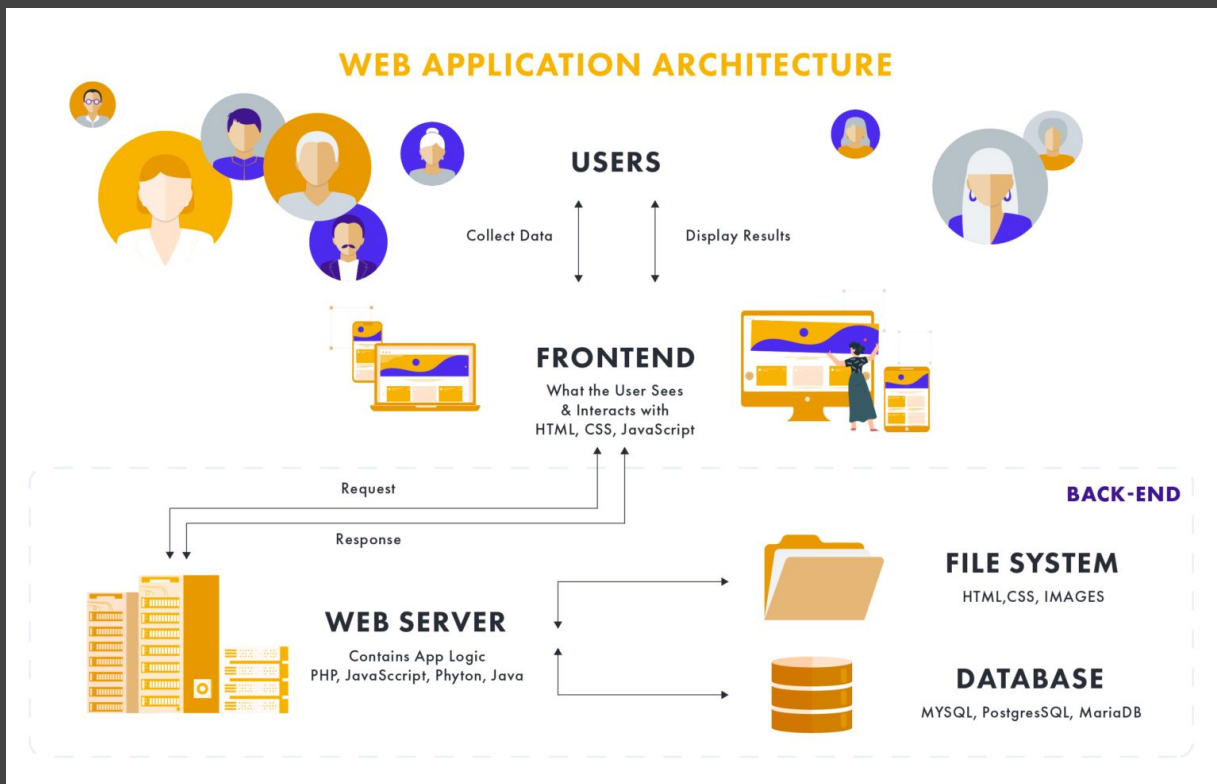 WEB APPLICATION ARCHITECTURE
USERS
Collect Data
Display Results
FRONTEND
What the User Sees
& Interacts with
HTML, CSS, JavaScript
Request
BACK-END
Response
FILE SYSTEM
HTML,CSS, IMAGES
WEB SERVER
Contains App Logic
PHP, JavaSccript, Phyton, Java
DATABASE
MYSQL, PostgresSQL, MariaDB